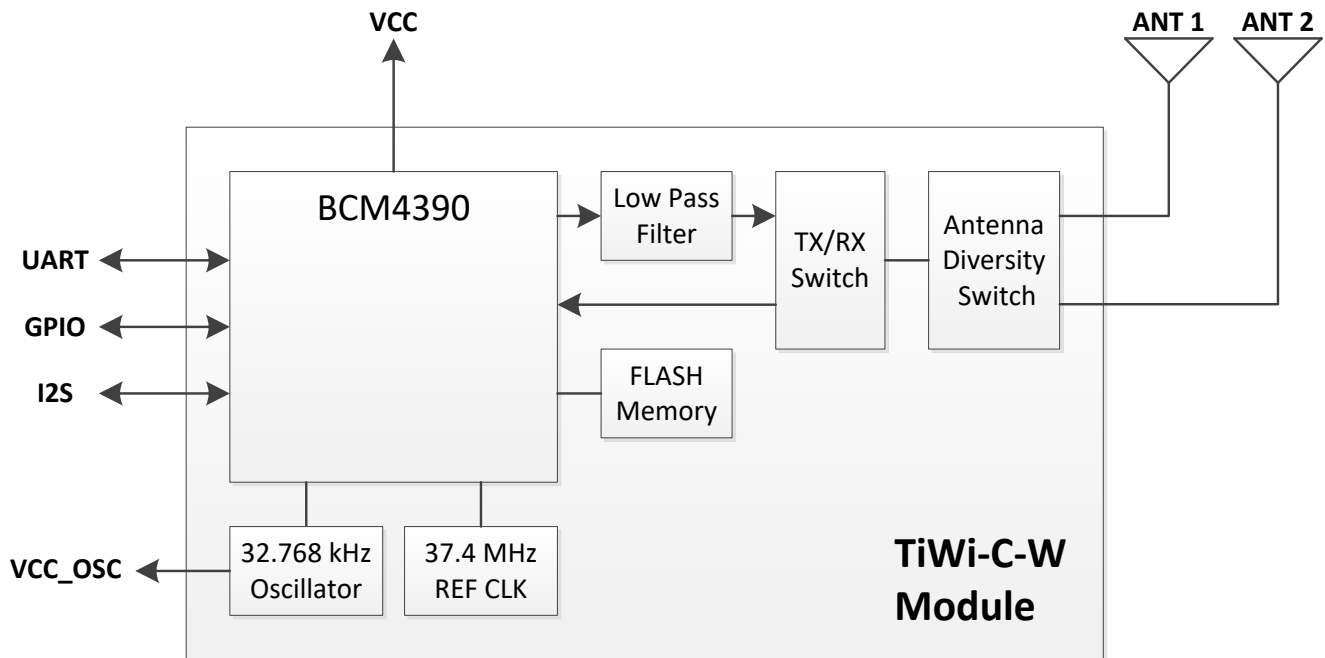 VCC
ANT 1
ANT 2
BCM4390
Low Pass
Filter
TX/RX
Switch
Antenna
Diversity
Switch
UART
GPIO
I2S
FLASH
Memory
32.768 kHz
Oscillator
37.4 MHz
REF CLK
VCC_OSC
TiWi-C-W
Module